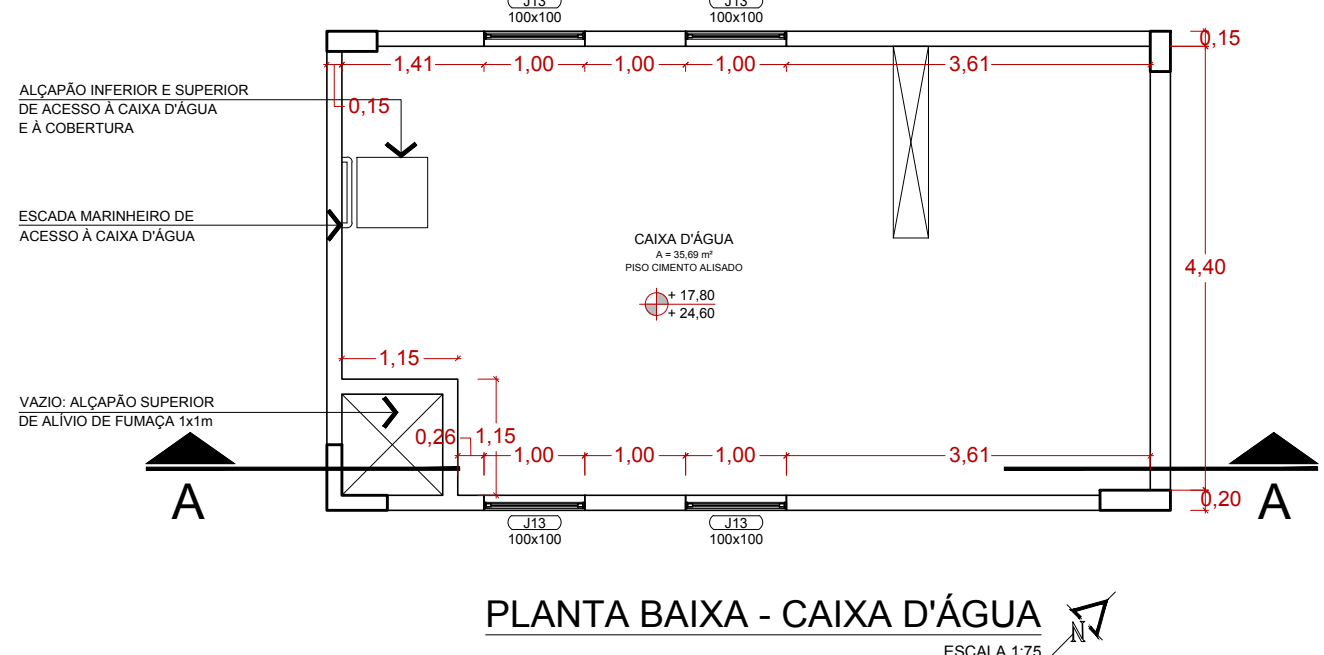 J13
100x100
J13
100x100
0,15
1,41
1,00
1,00
1,00
3,61
0,15
ALÇAPÃO INFERIOR E SUPERIOR
DE ACESSO À CAIXA D'ÁGUA
E À COBERTURA
ESCADA MARINHEIRO DE
ACESSO À CAIXA D'ÁGUA
CAIXA D'ÁGUA
A = 35,69 m²
PISO CIMENTO ALISADO
+ 17,80
+ 24,60
4,40
1,15
VAZIO: ALÇAPÃO SUPERIOR
DE ALÍVIO DE FUMAÇA 1x1m
0,26
1,15
1,00
1,00
1,00
3,61
A
0,20
A
J13
100x100
J13
100x100
PLANTA BAIXA - CAIXA D'ÁGUA
N
ESCALA 1:75